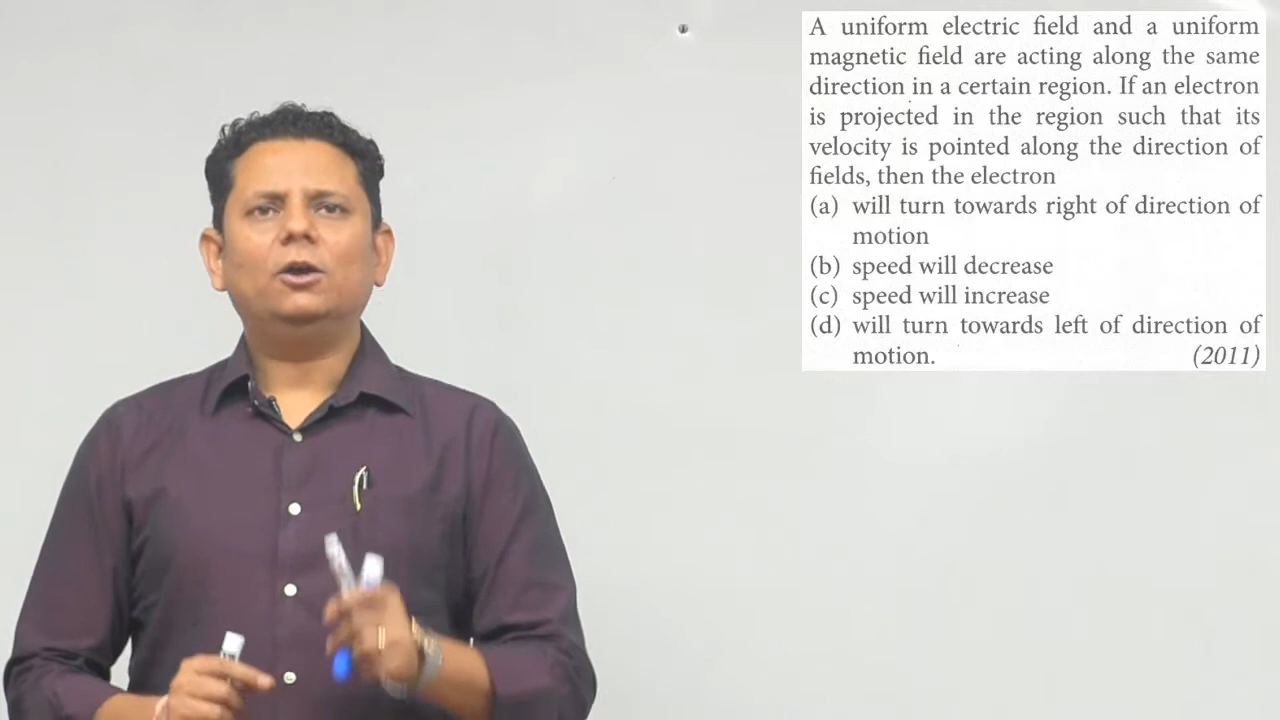 A uniform electric field and a uniform
magnetic field are acting along the same
direction in a certain region. If an electron
is projected in the region such that its
velocity is pointed along the direction of
fields, then the electron
(a) will turn towards right of direction of
motion
(b) speed will decrease
(c) speed will increase
(d) will turn towards left of direction of
motion. (2011)